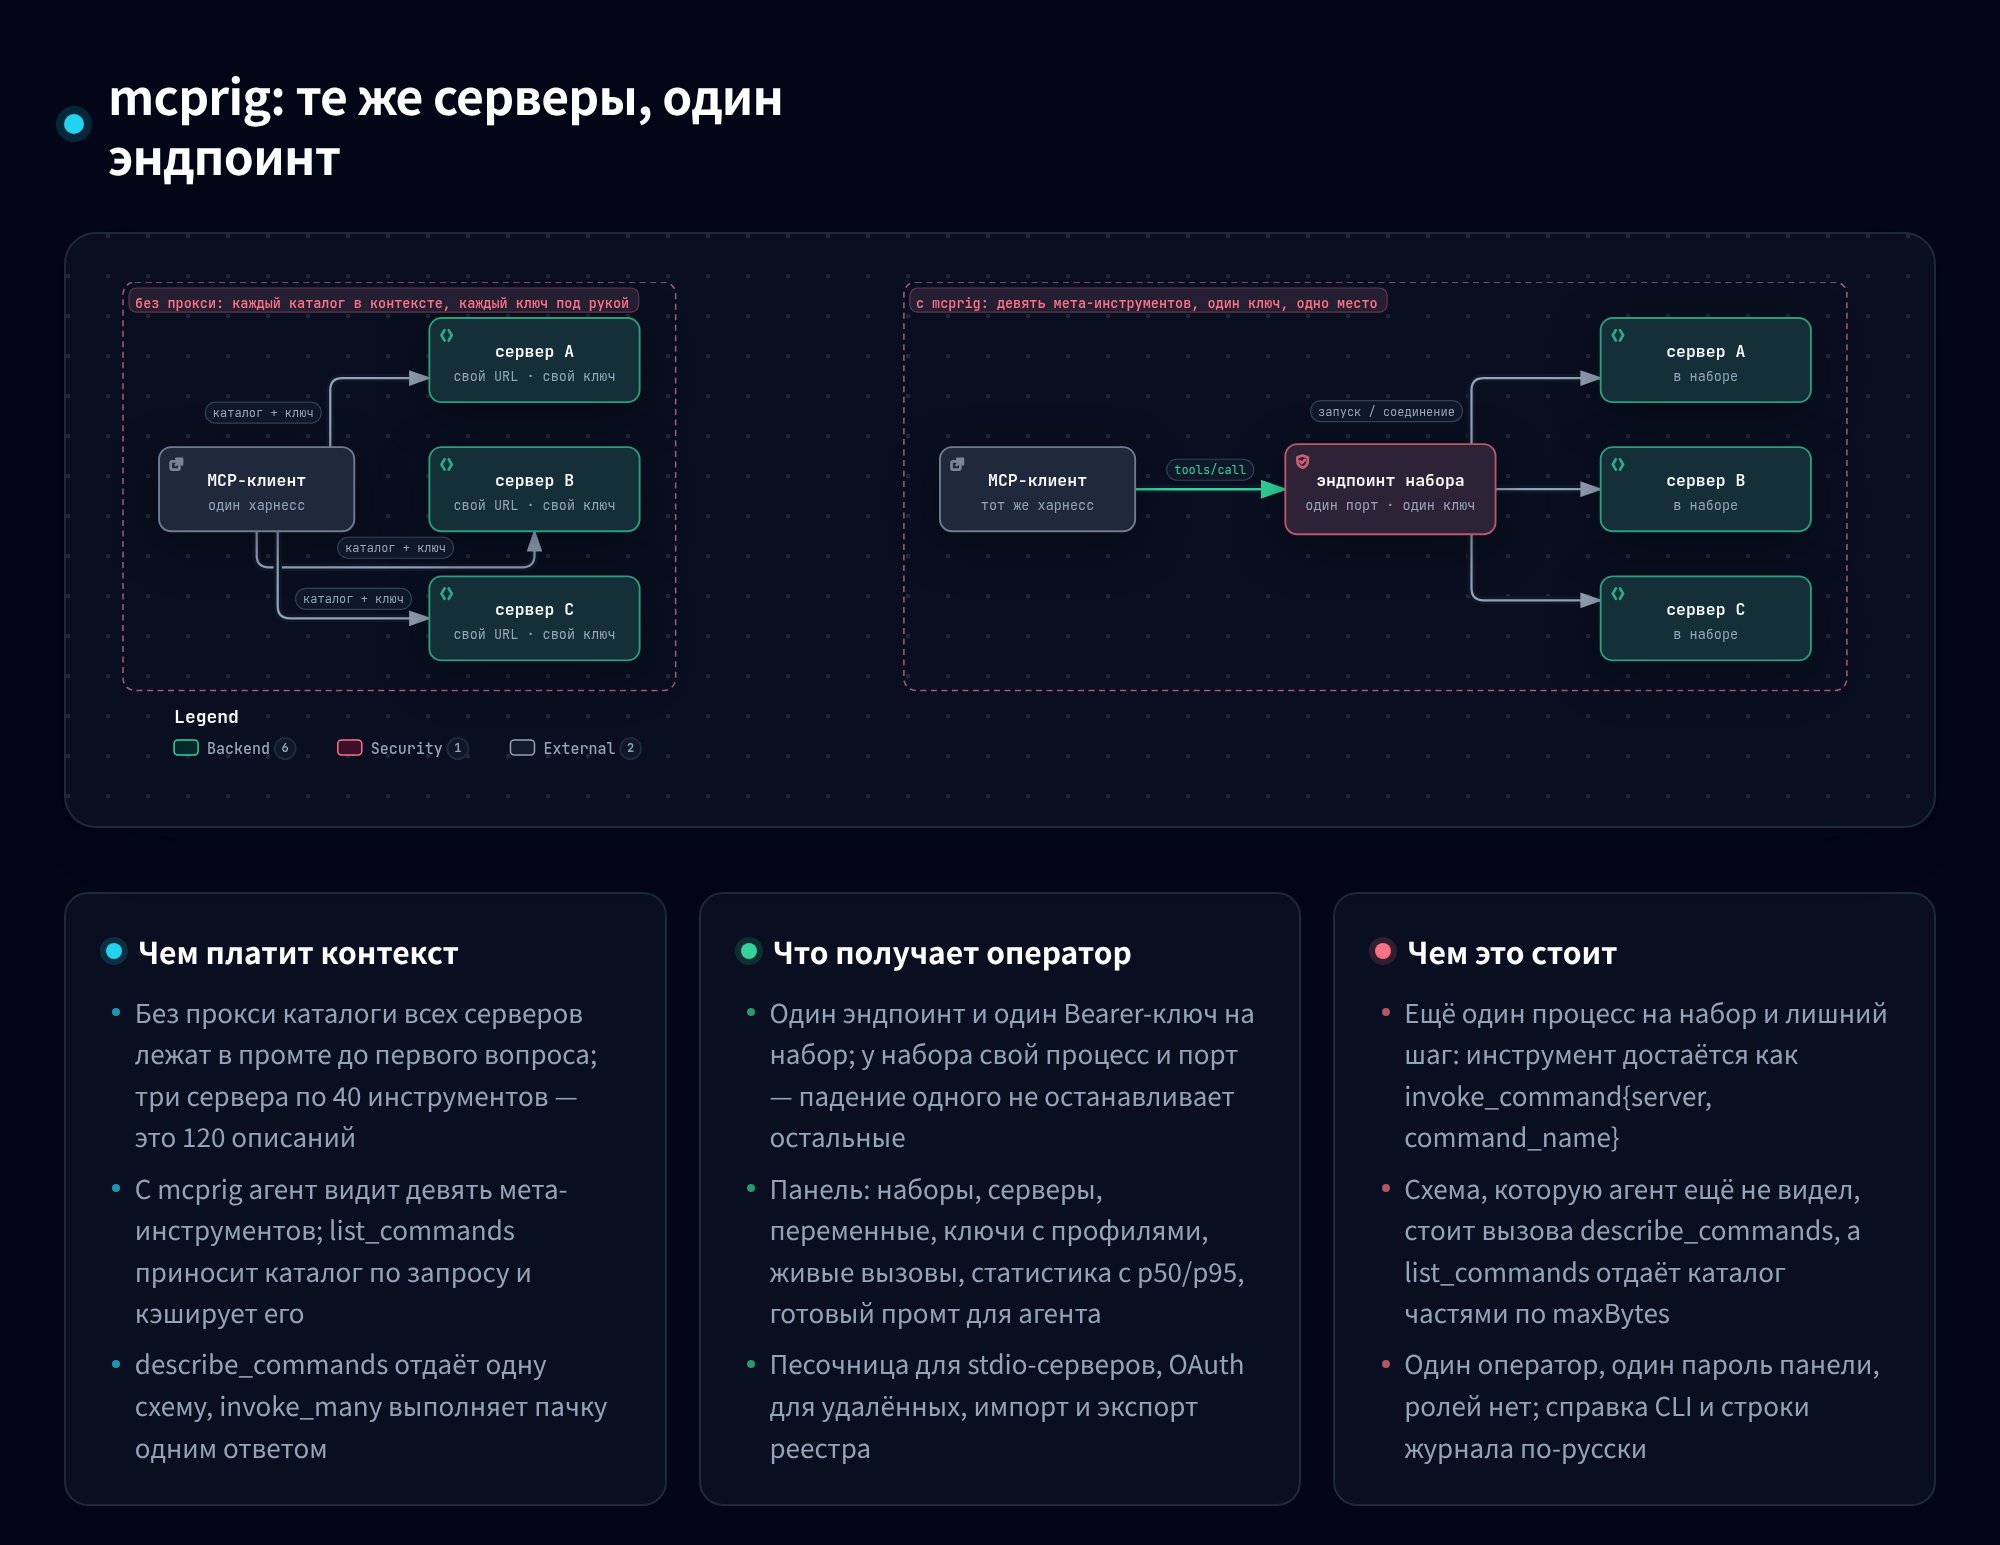 mcprig: те же серверы, один
эндпоинт
без прокси: каждый каталог в контексте, каждый ключ под рукой
сервер A
свой URL · свой ключ
каталог + ключ
MCP-клиент
один харнесс
сервер B
свой URL · свой ключ
каталог + ключ
каталог + ключ
сервер C
свой URL · свой ключ
с mcprig: девять мета-инструментов, один ключ, одно место
сервер A
в наборе
запуск / соединение
MCP-клиент
тот же харнесс
tools/call
эндпоинт набора
один порт · один ключ
сервер B
в наборе
сервер C
в наборе
Legend
Backend 6
Security 1
External 2
Чем платит контекст
Без прокси каталоги всех серверов
лежат в промте до первого вопроса;
три сервера по 40 инструментов —
это 120 описаний
С mcprig агент видит девять мета-
инструментов; list_commands
приносит каталог по запросу и
кэширует его
describe_commands отдаёт одну
схему, invoke_many выполняет пачку
одним ответом
Что получает оператор
Один эндпоинт и один Bearer-ключ на
набор; у набора свой процесс и порт
— падение одного не останавливает
остальные
Панель: наборы, серверы,
переменные, ключи с профилями,
живые вызовы, статистика с p50/p95,
готовый промт для агента
Песочница для stdio-серверов, OAuth
для удалённых, импорт и экспорт
реестра
Чем это стоит
Ещё один процесс на набор и лишний
шаг: инструмент достаётся как
invoke_command{server,
command_name}
Схема, которую агент ещё не видел,
стоит вызова describe_commands, а
list_commands отдаёт каталог
частями по maxBytes
Один оператор, один пароль панели,
ролей нет; справка CLI и строки
журнала по-русски